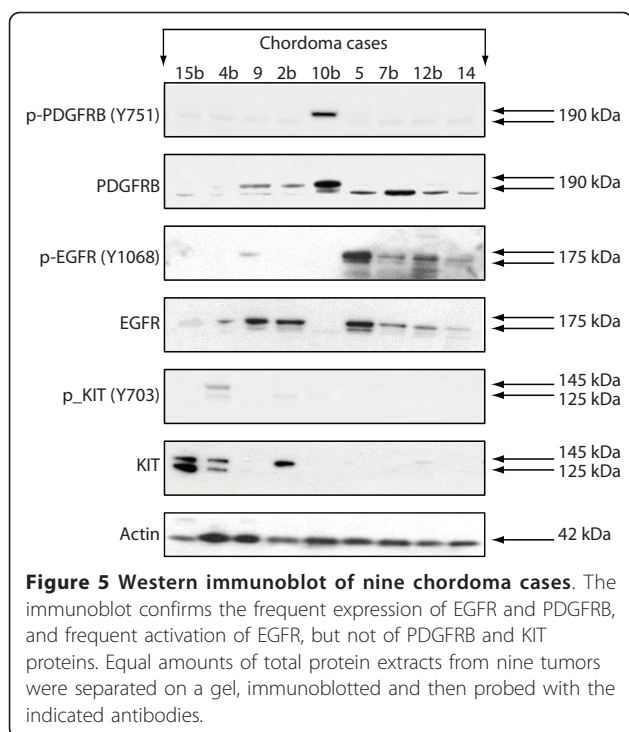 Chordoma cases
15b 4b 9 2b 10b 5 7b 12b 14
p-PDGFRB (Y751) 190 kDa
PDGFRB 190 kDa
p-EGFR (Y1068) 175 kDa
EGFR 175 kDa
p_KIT (Y703) 145 kDa
125 kDa
KIT 145 kDa
125 kDa
Actin 42 kDa
Figure 5 Western immunoblot of nine chordoma cases. The
immunoblot confirms the frequent expression of EGFR and PDGFRB,
and frequent activation of EGFR, but not of PDGFRB and KIT
proteins. Equal amounts of total protein extracts from nine tumors
were separated on a gel, immunoblotted and then probed with the
indicated antibodies.